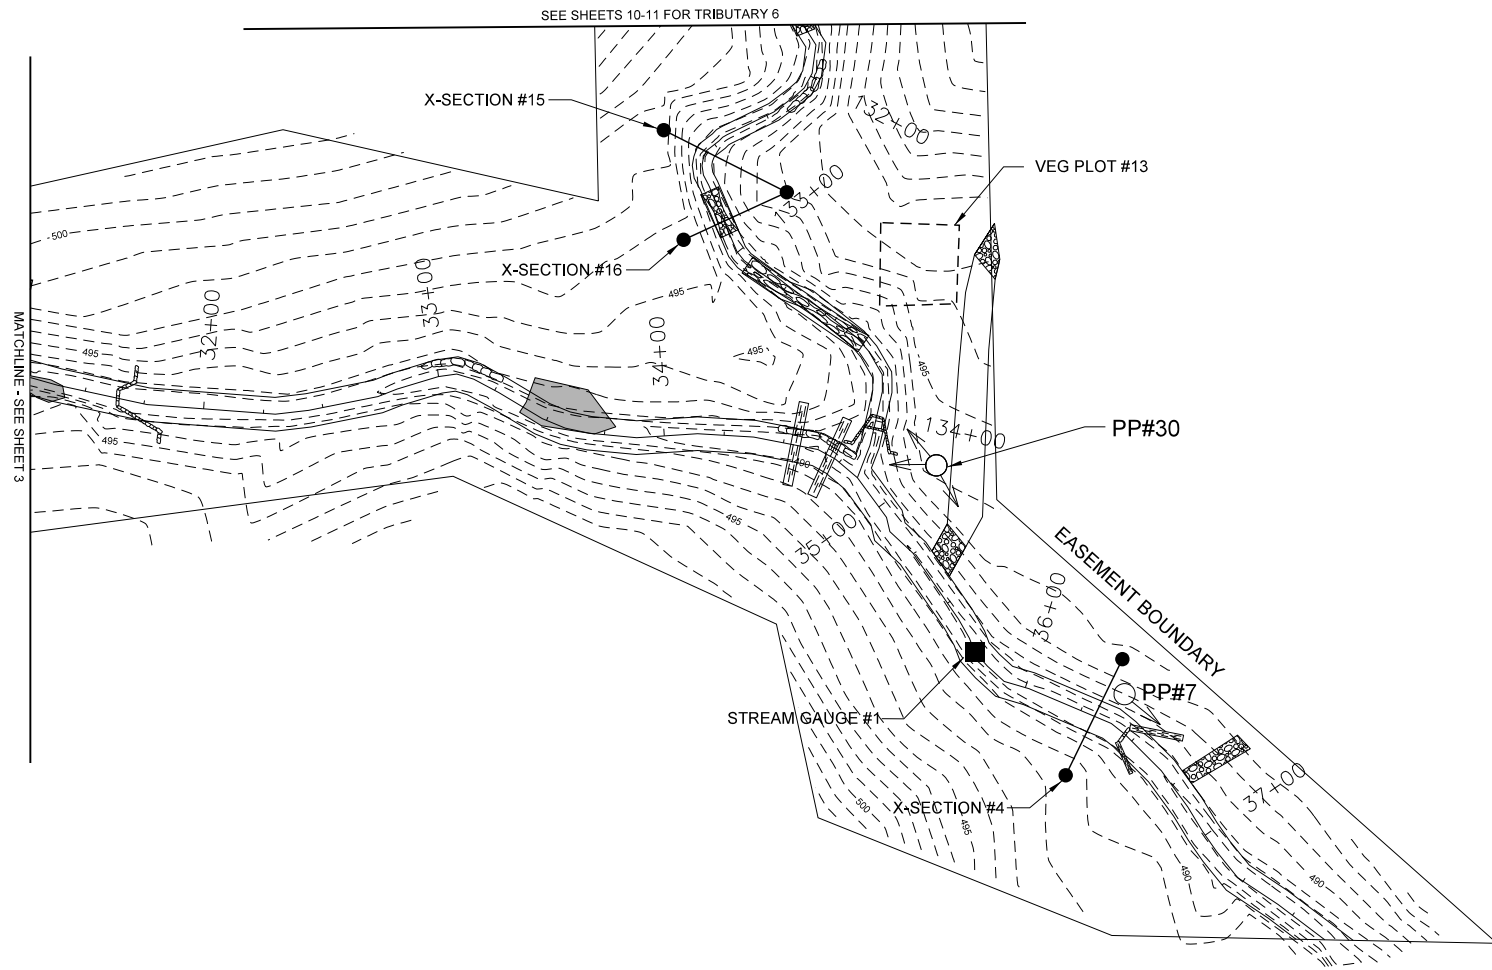 SEE SHEETS 10-11 FOR TRIBUTARY 6
X-SECTION #15
132+00
VEG PLOT #13
133+00
500
X-SECTION #16
495
33+00
32+00
34+00
MATCHLINE - SEE SHEET 3
495
495
495
495
134+00
PP#30
490
495
35+00
EASEMENT BOUNDARY
36+00
PP#7
STREAM GAUGE #1
37+00
X-SECTION #4
500
495
490
490